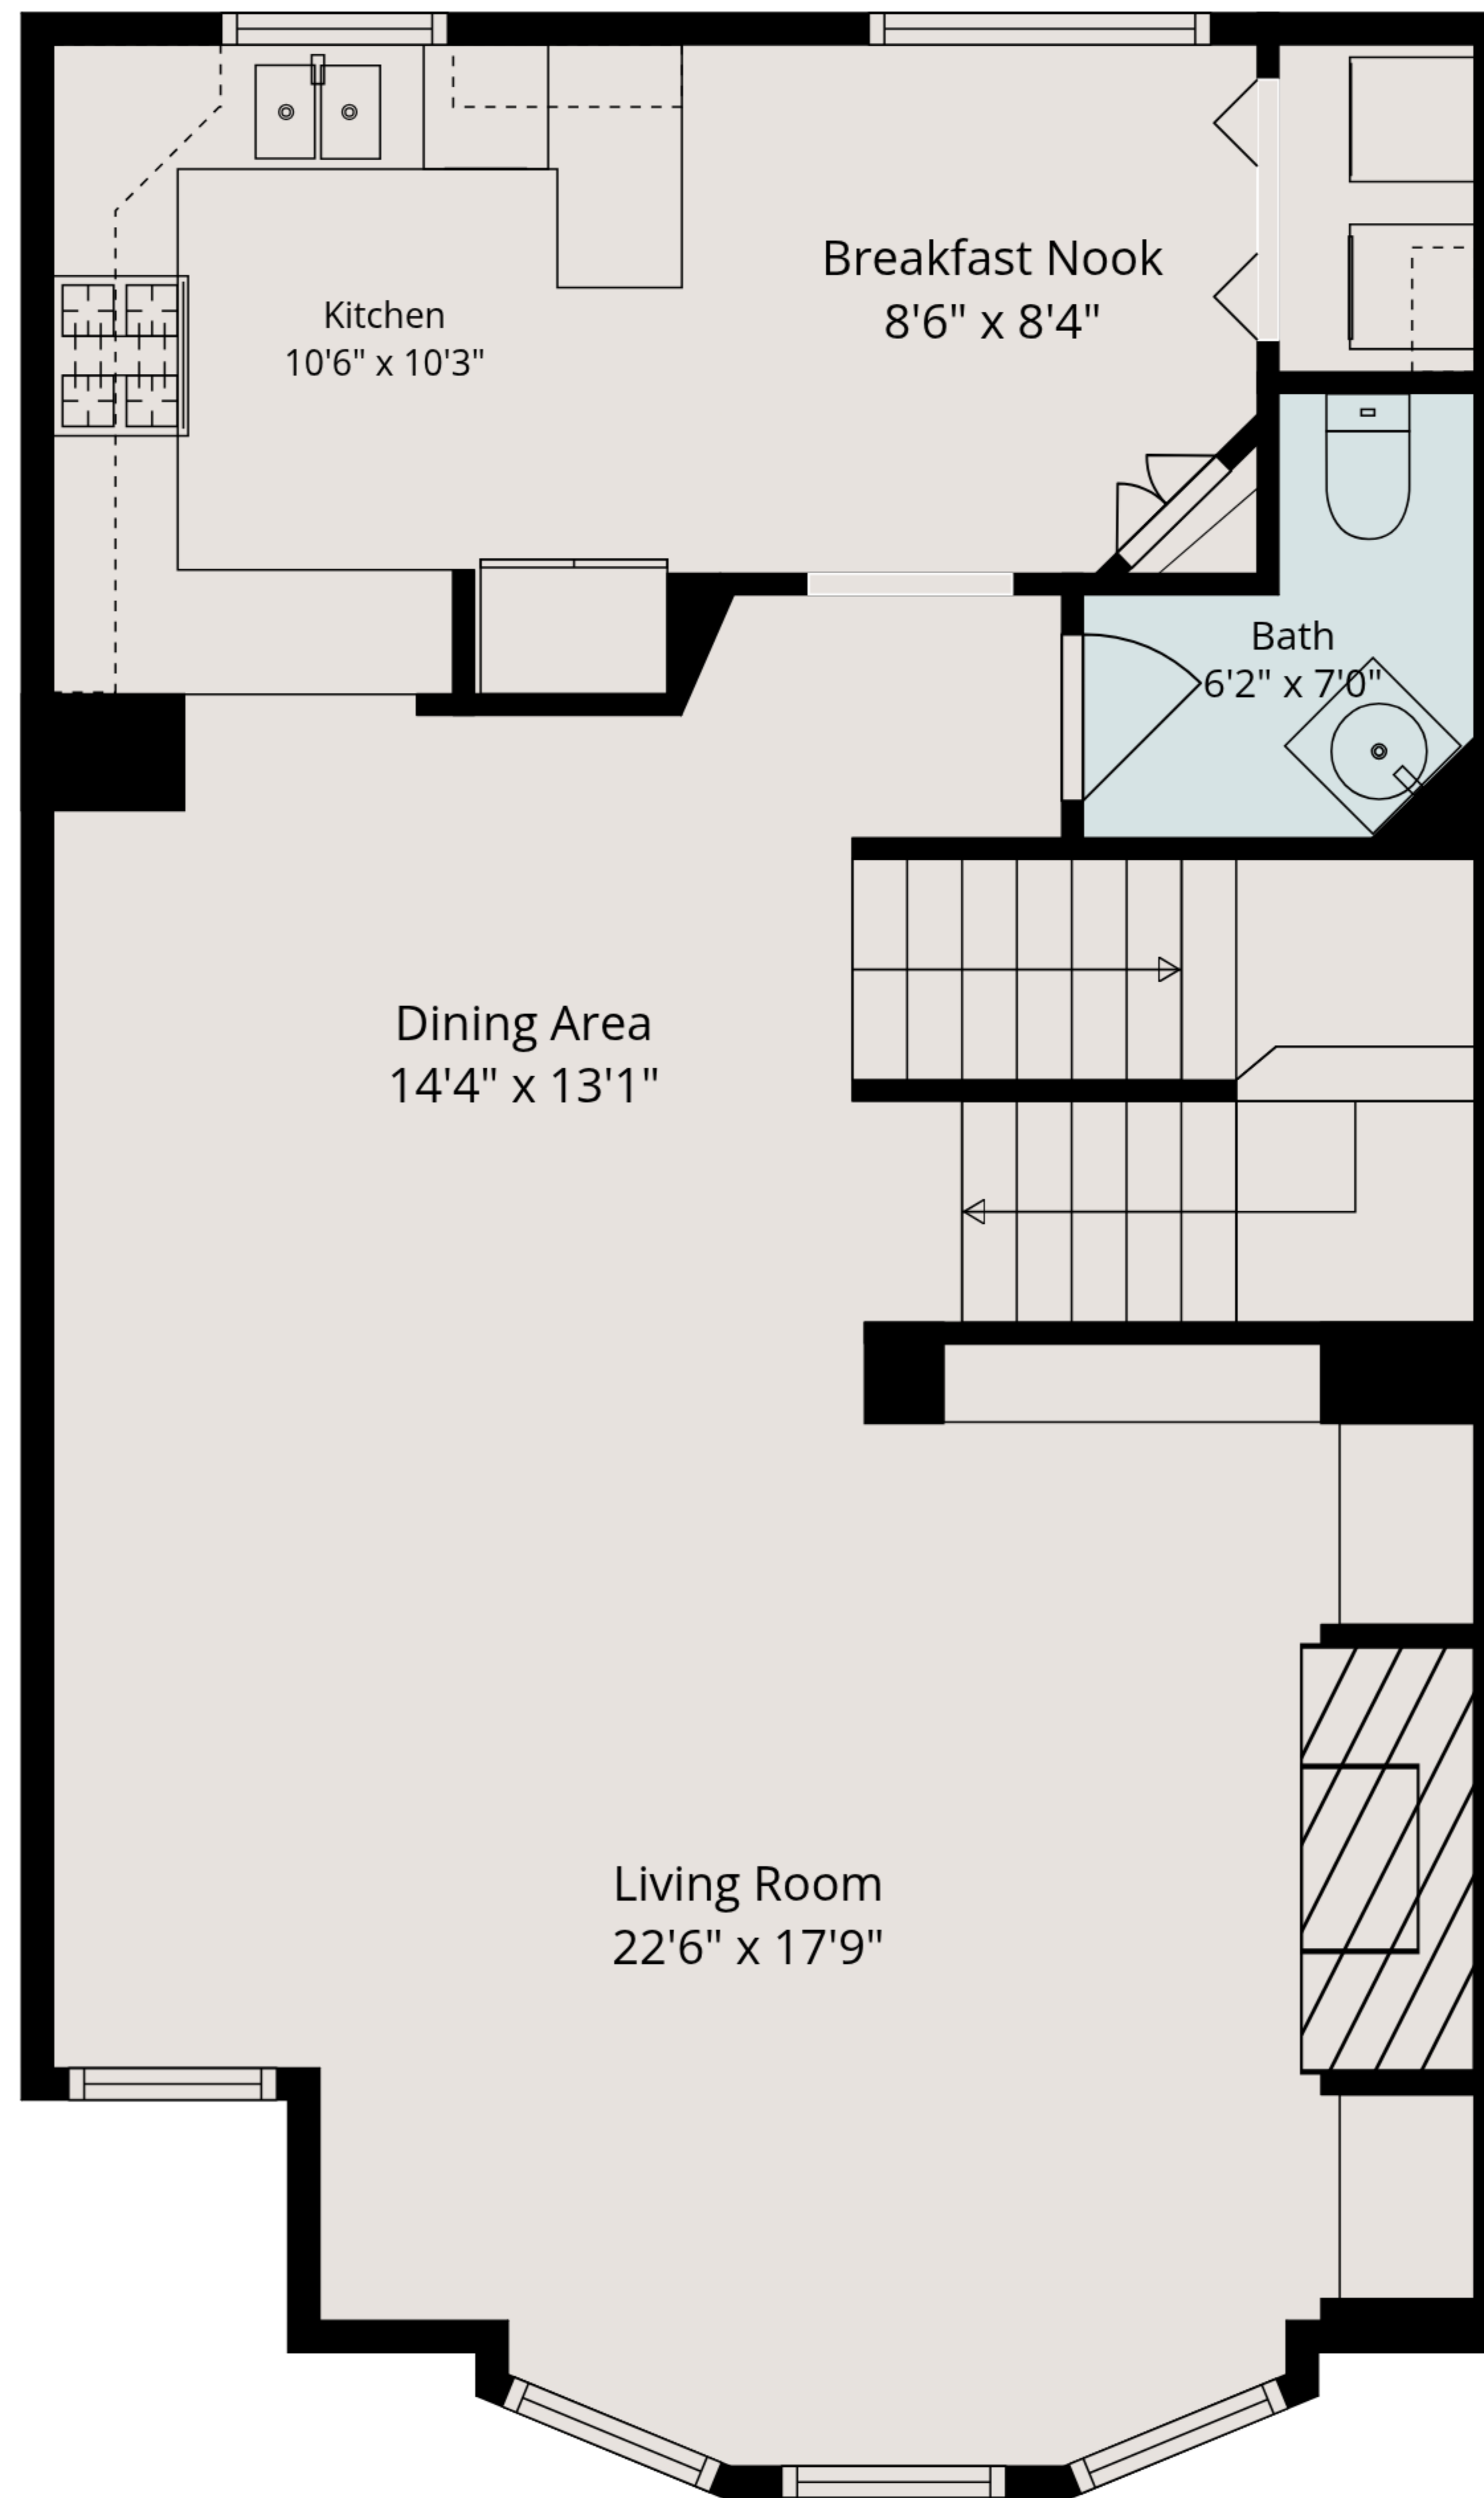 Breakfast Nook
8'6" x 8'4"
Kitchen
10'6" x 10'3"
Bath
6'2" x 7'0"
Dining Area
14'4" x 13'1"
Living Room
22'6" x 17'9"